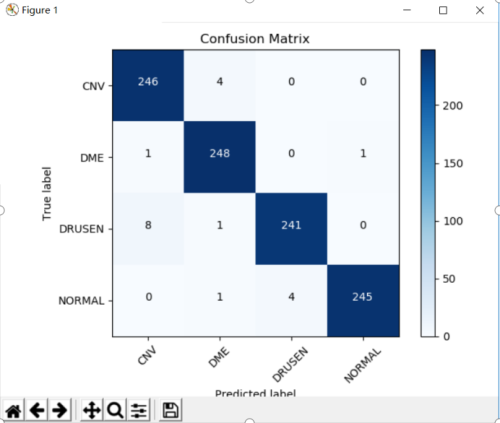 Figure 1
Confusion Matrix
CNV 246 4 0 0
DME 1 248 0 1
DRUSEN 8 1 241 0
NORMAL 0 1 4 245
True label
CNV DME DRUSEN NORMAL
Predicted label
200
150
100
50
0